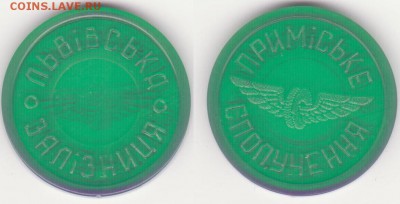 COINS.LAVE.RU
ЛЬВІВСЬКА
ЗАЛІЗНИЦЯ
ПРИМІСЬКЕ
СПОЛУЧЕННЯ